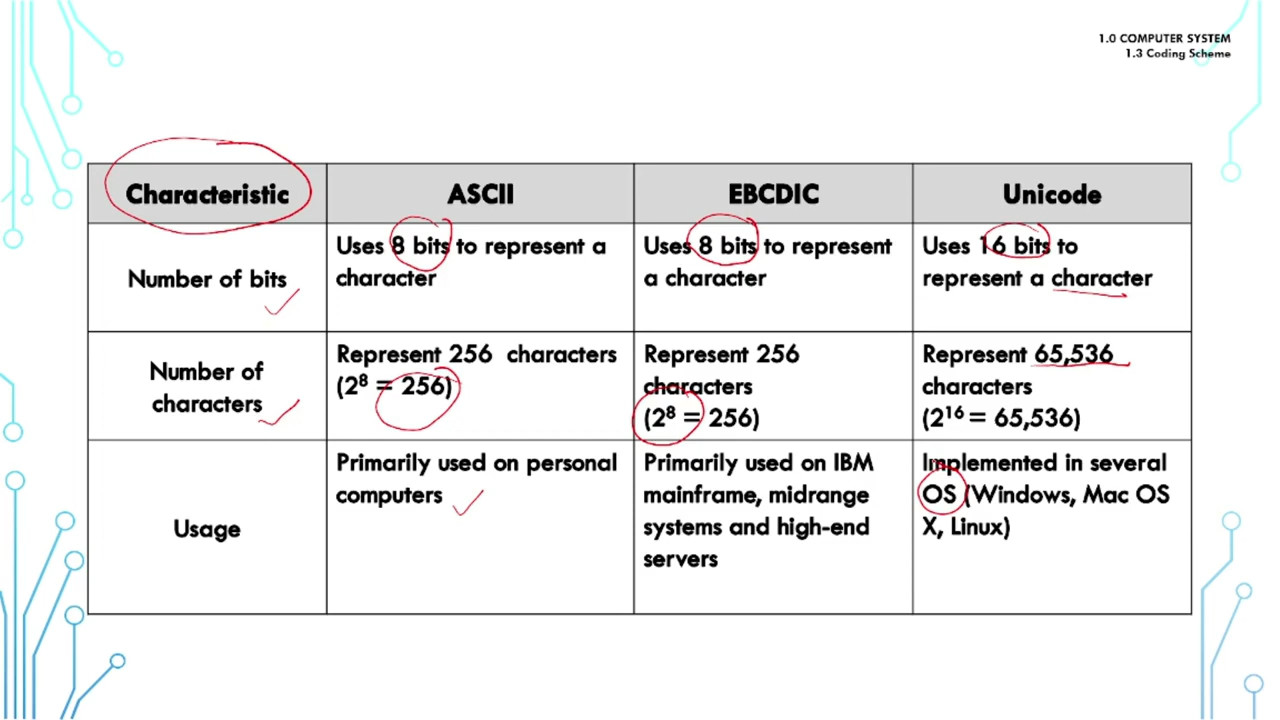 1.0 COMPUTER SYSTEM
1.3 Coding Scheme
Characteristic
ASCII
EBCDIC
Unicode
Number of bits
Uses 8 bits to represent a
character
Uses 8 bits to represent
a character
Uses 16 bits to
represent a character
Number of
characters
Represent 256 characters
(2⁸ = 256)
Represent 256
characters
(2⁸ = 256)
Represent 65,536
characters
(2¹⁶ = 65,536)
Usage
Primarily used on personal
computers
Primarily used on IBM
mainframe, midrange
systems and high-end
servers
Implemented in several
OS (Windows, Mac OS
X, Linux)